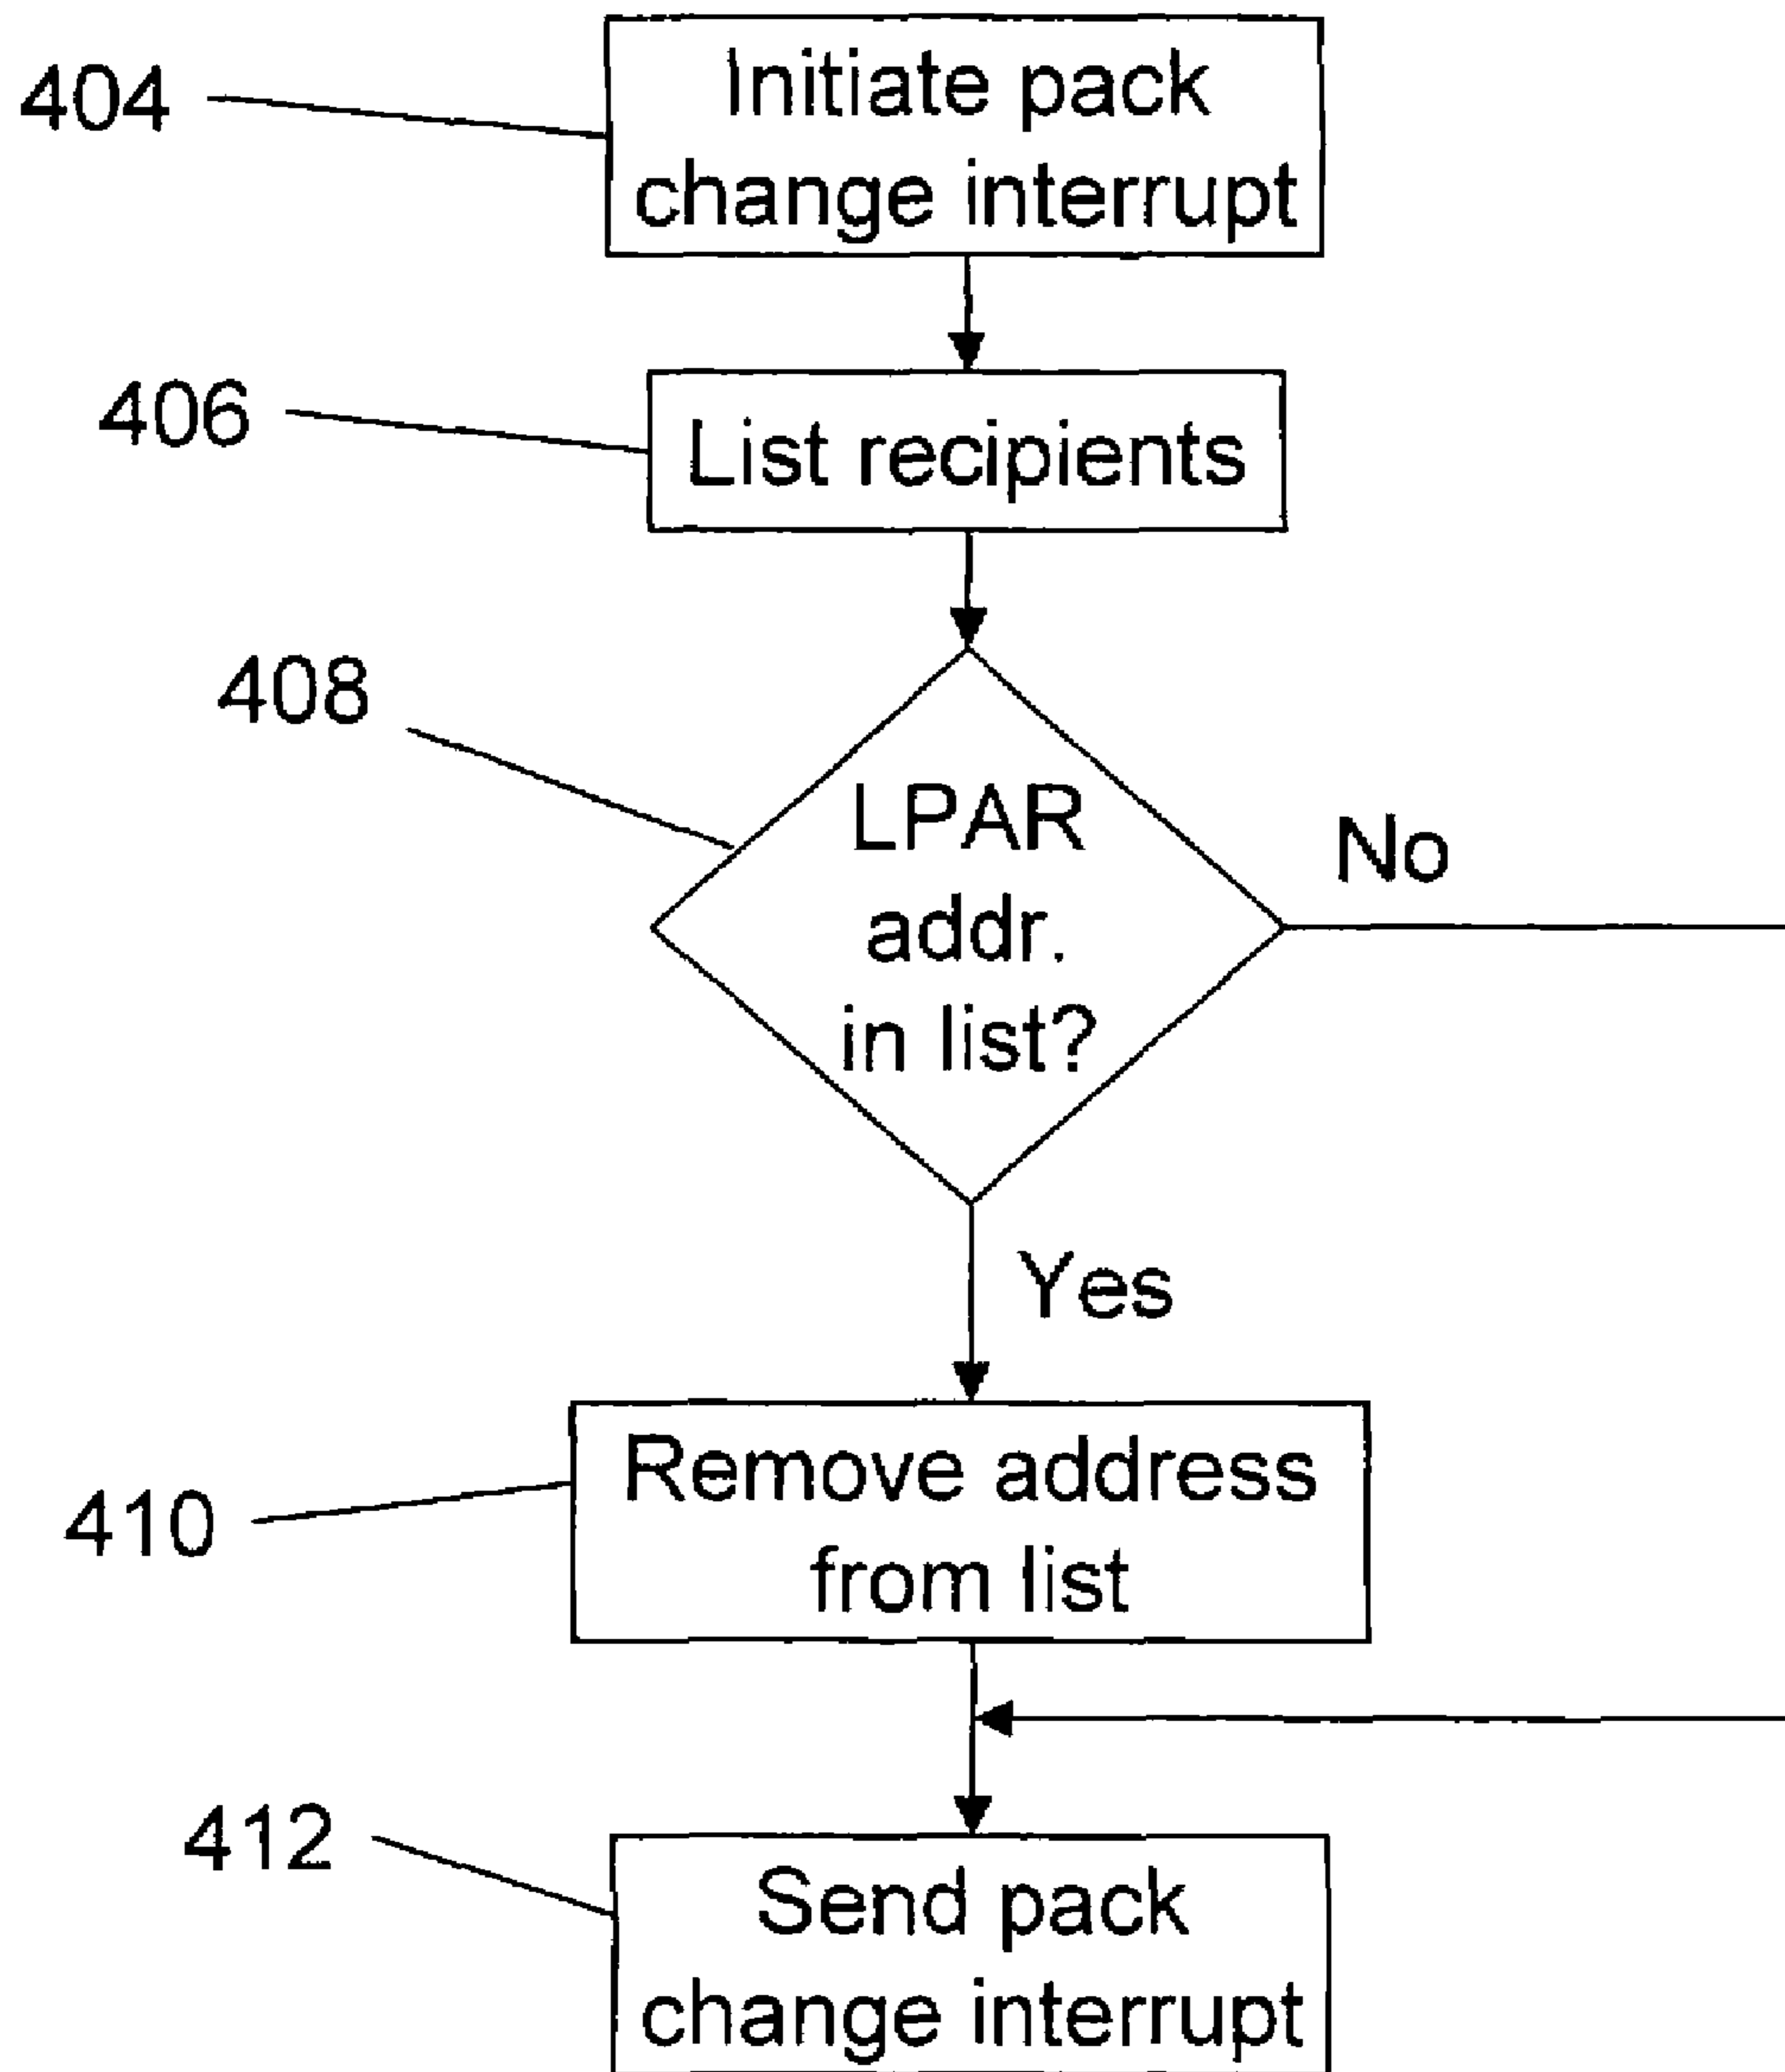 404
Initiate pack
change interrupt
406
List recipients
408
LPAR
addr.
in list?
No
Yes
410
Remove address
from list
412
Send pack
change interrupt